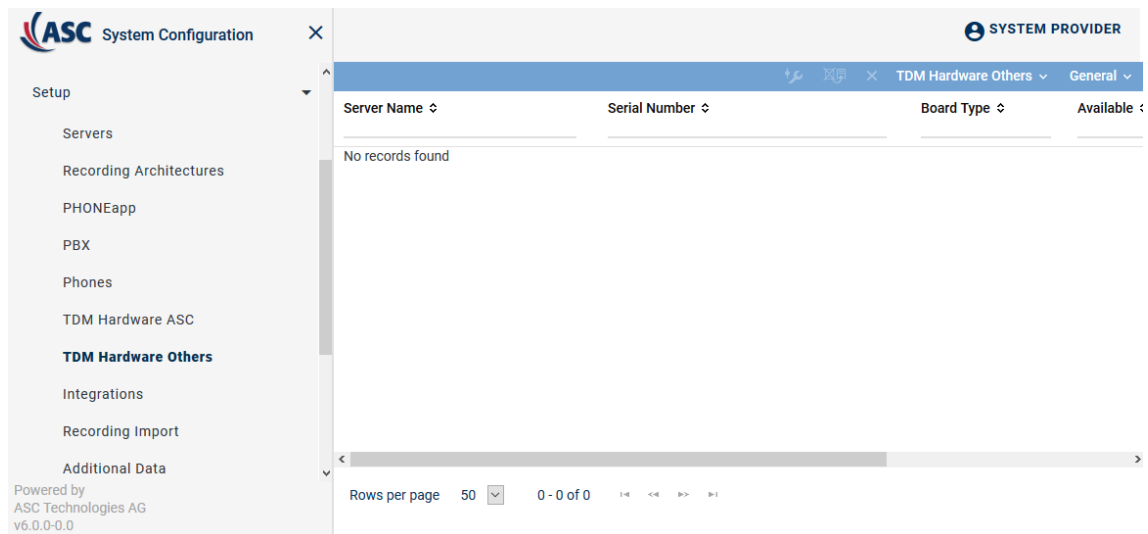 ASC System Configuration
SYSTEM PROVIDER
Setup
Servers
Recording Architectures
PHONEapp
PBX
Phones
TDM Hardware ASC
TDM Hardware Others
Integrations
Recording Import
Additional Data
Powered by
ASC Technologies AG
v6.0.0-0.0
TDM Hardware Others General
Server Name Serial Number Board Type Available
No records found
Rows per page 50 0 - 0 of 0